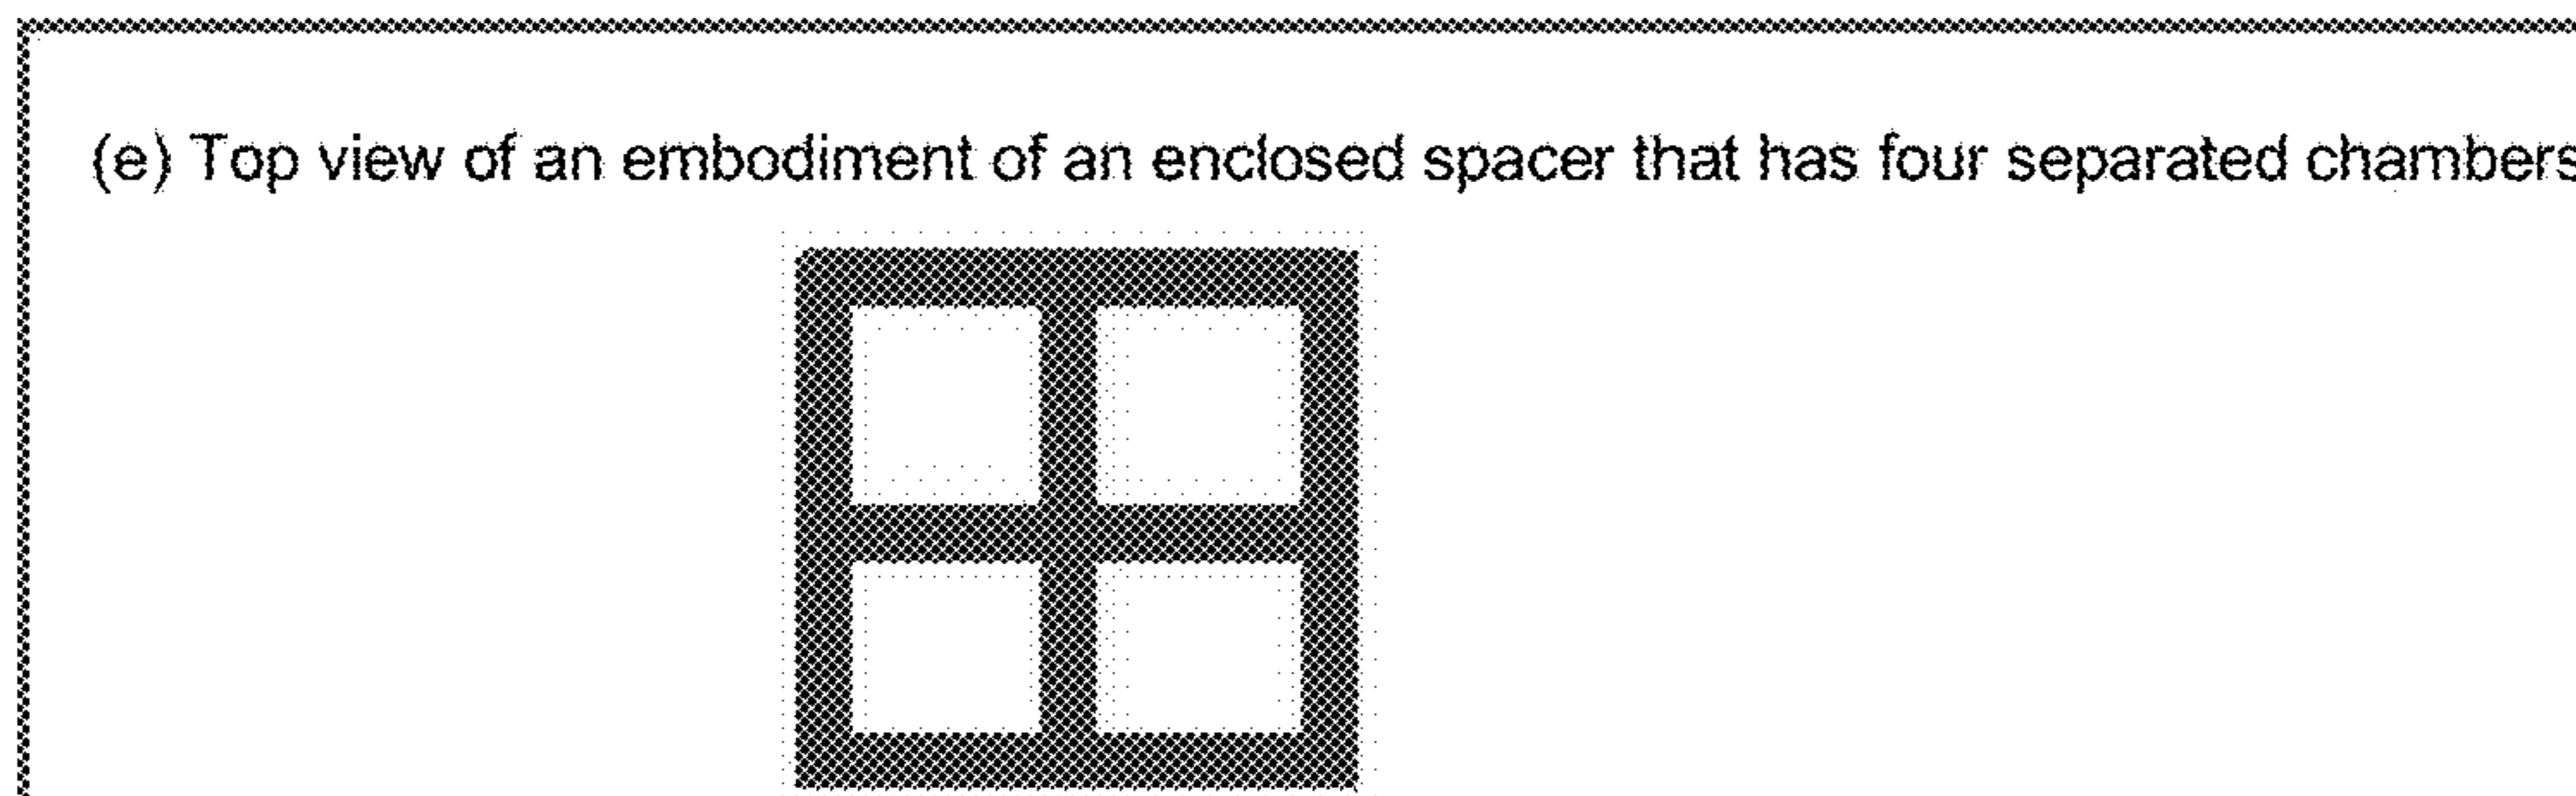 (e) Top view of an embodiment of an enclosed spacer that has four separated chambers